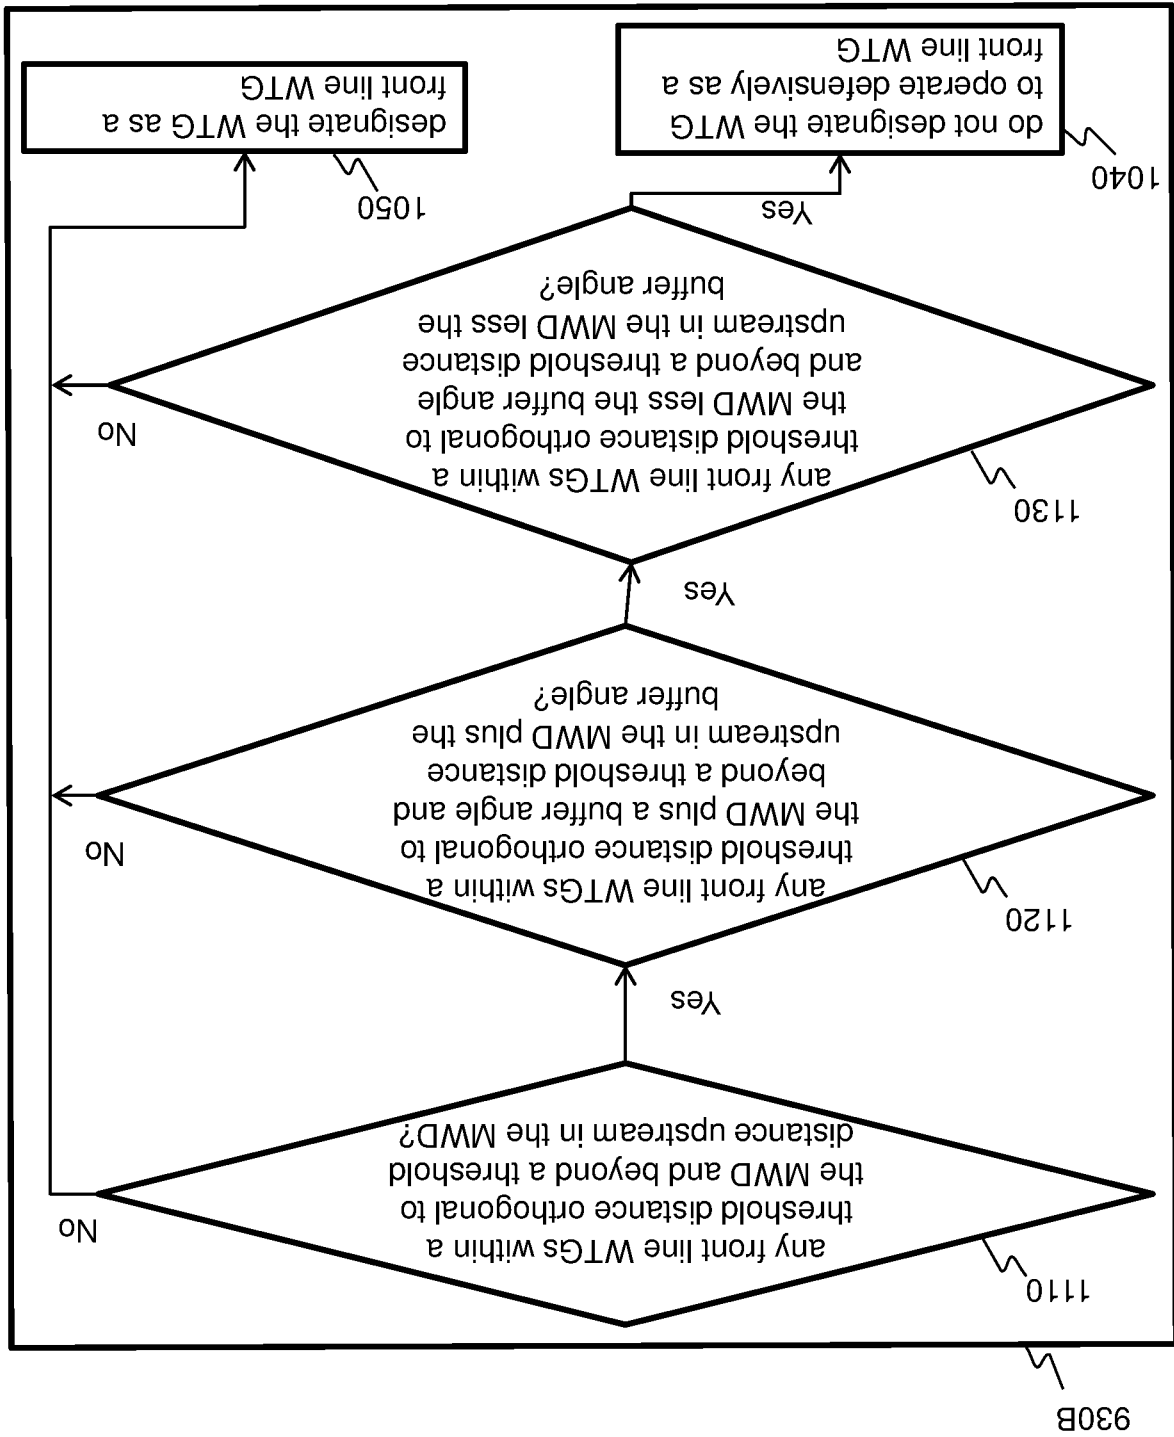 930B
1110
any front line WTGs within a
threshold distance orthogonal to
the MWD and beyond a threshold
distance upstream in the MWD?
No
Yes
1120
any front line WTGs within a
threshold distance orthogonal to
the MWD plus a buffer angle and
beyond a threshold distance
upstream in the MWD plus the
buffer angle?
No
Yes
1130
any front line WTGs within a
threshold distance orthogonal to
the MWD less the buffer angle
and beyond a threshold distance
upstream in the MWD less the
buffer angle?
No
Yes
1040
do not designate the WTG
to operate defensively as a
front line WTG
1050
designate the WTG as a
front line WTG